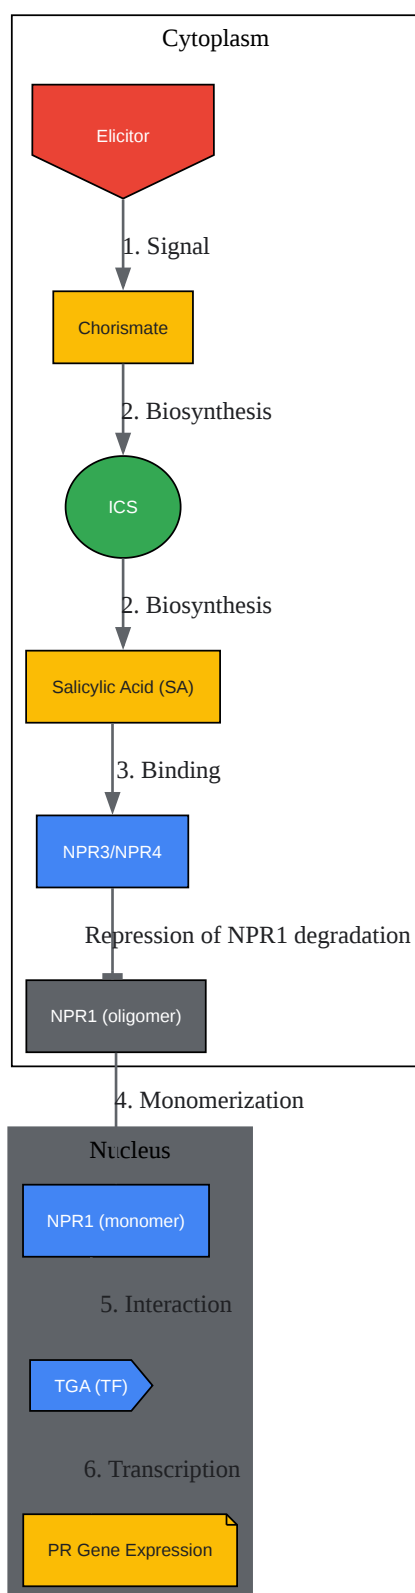 Cytoplasm
Elicitor
1. Signal
Chorismate
2. Biosynthesis
ICS
2. Biosynthesis
Salicylic Acid (SA)
3. Binding
NPR3/NPR4
Repression of NPR1 degradation
NPR1 (oligomer)
4. Monomerization
Nucleus
NPR1 (monomer)
5. Interaction
TGA (TF)
6. Transcription
PR Gene Expression